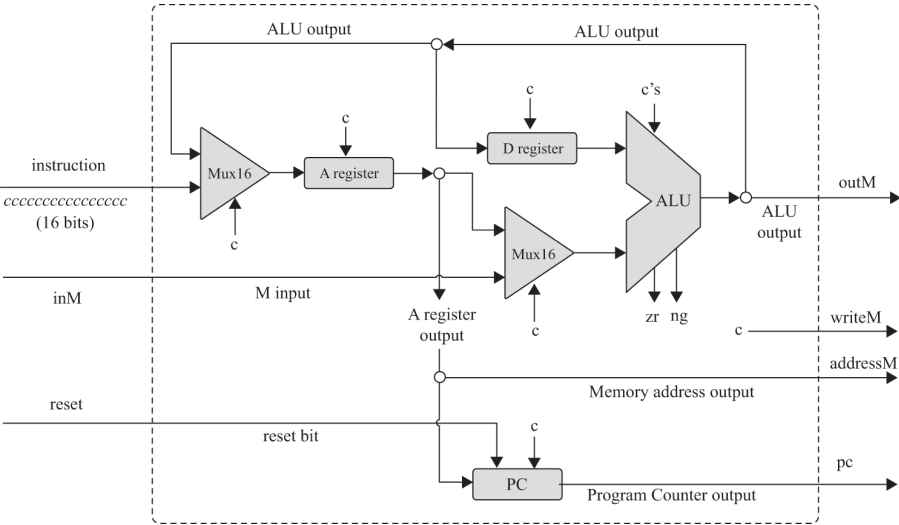 ALU output
ALU output
c
c's
c
instruction
Mux16
A register
D register
cccccccccccccccc
(16 bits)
c
ALU
outM
ALU
output
Mux16
inM
M input
A register
output
c
zr
ng
c
writeM
addressM
Memory address output
reset
reset bit
c
PC
pc
Program Counter output